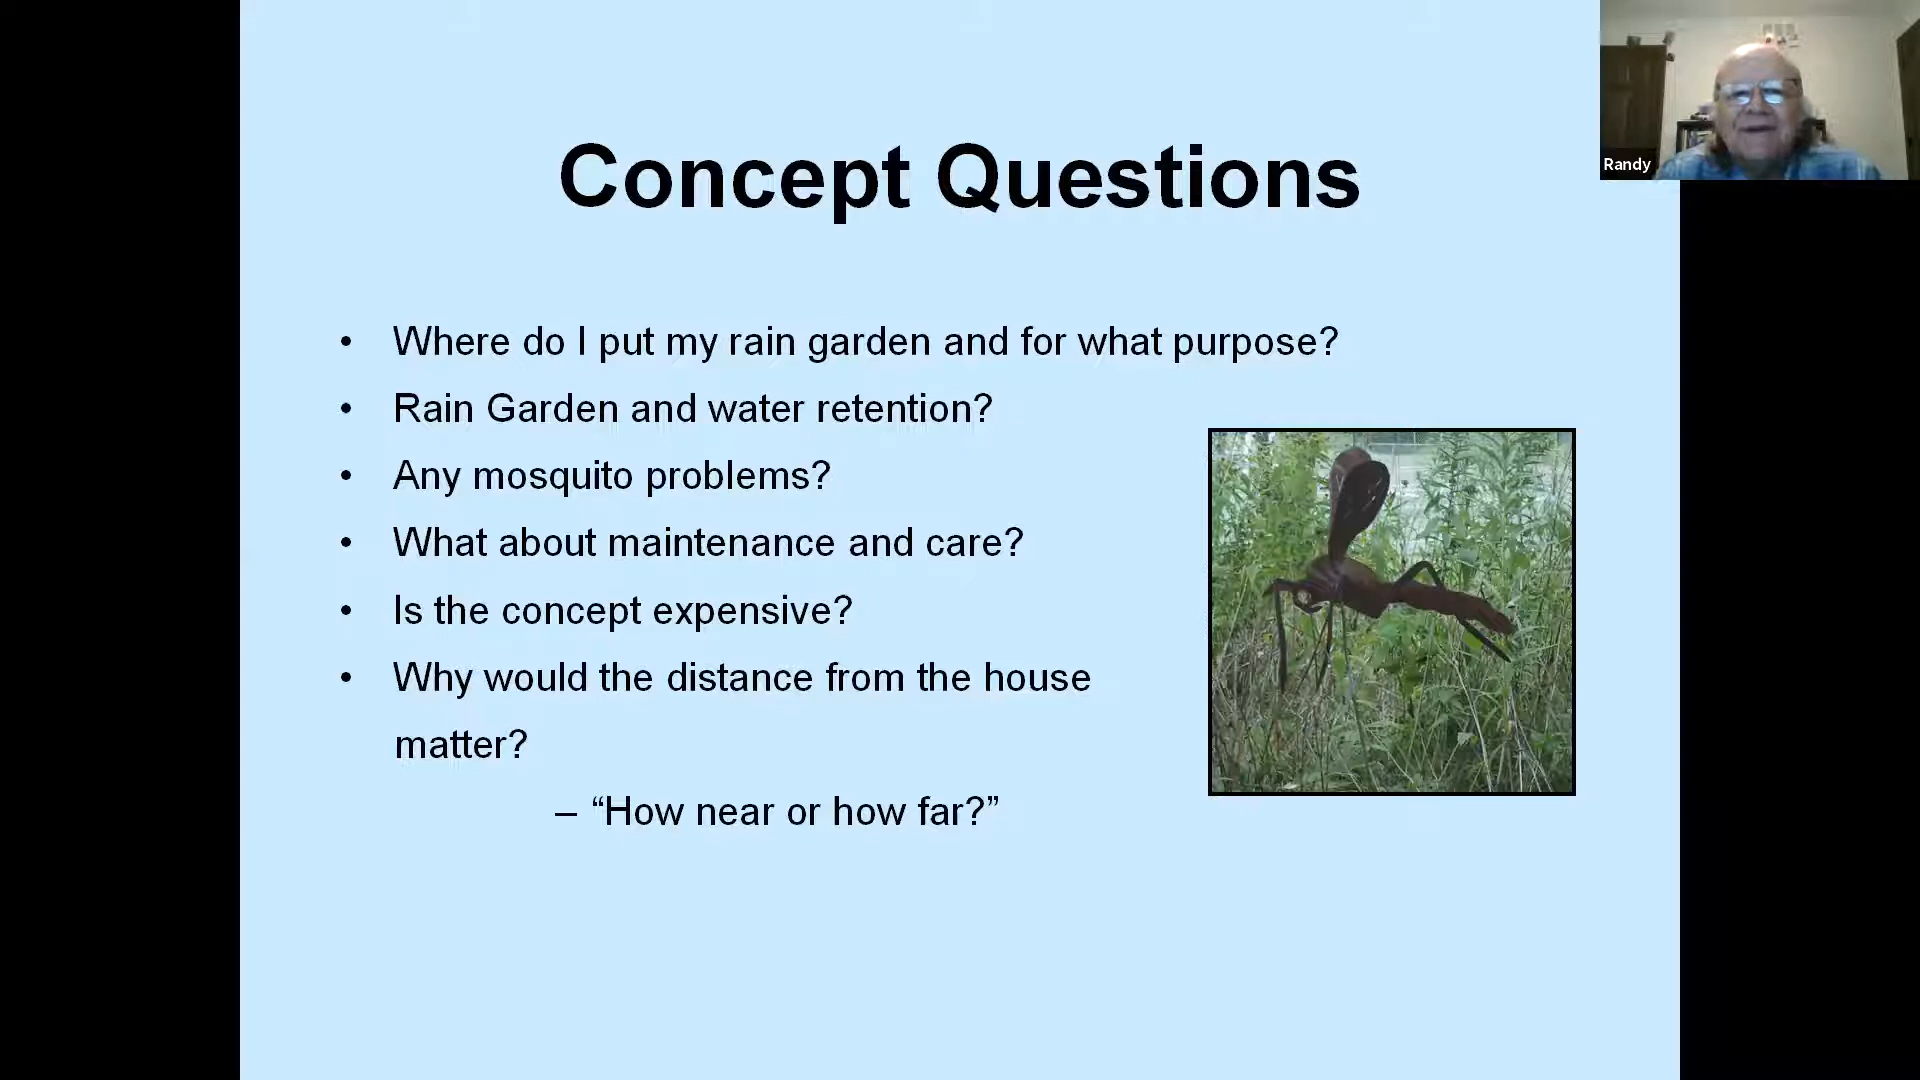 Concept Questions
• Where do I put my rain garden and for what purpose?
• Rain Garden and water retention?
• Any mosquito problems?
• What about maintenance and care?
• Is the concept expensive?
• Why would the distance from the house
matter?
– “How near or how far?”
Randy